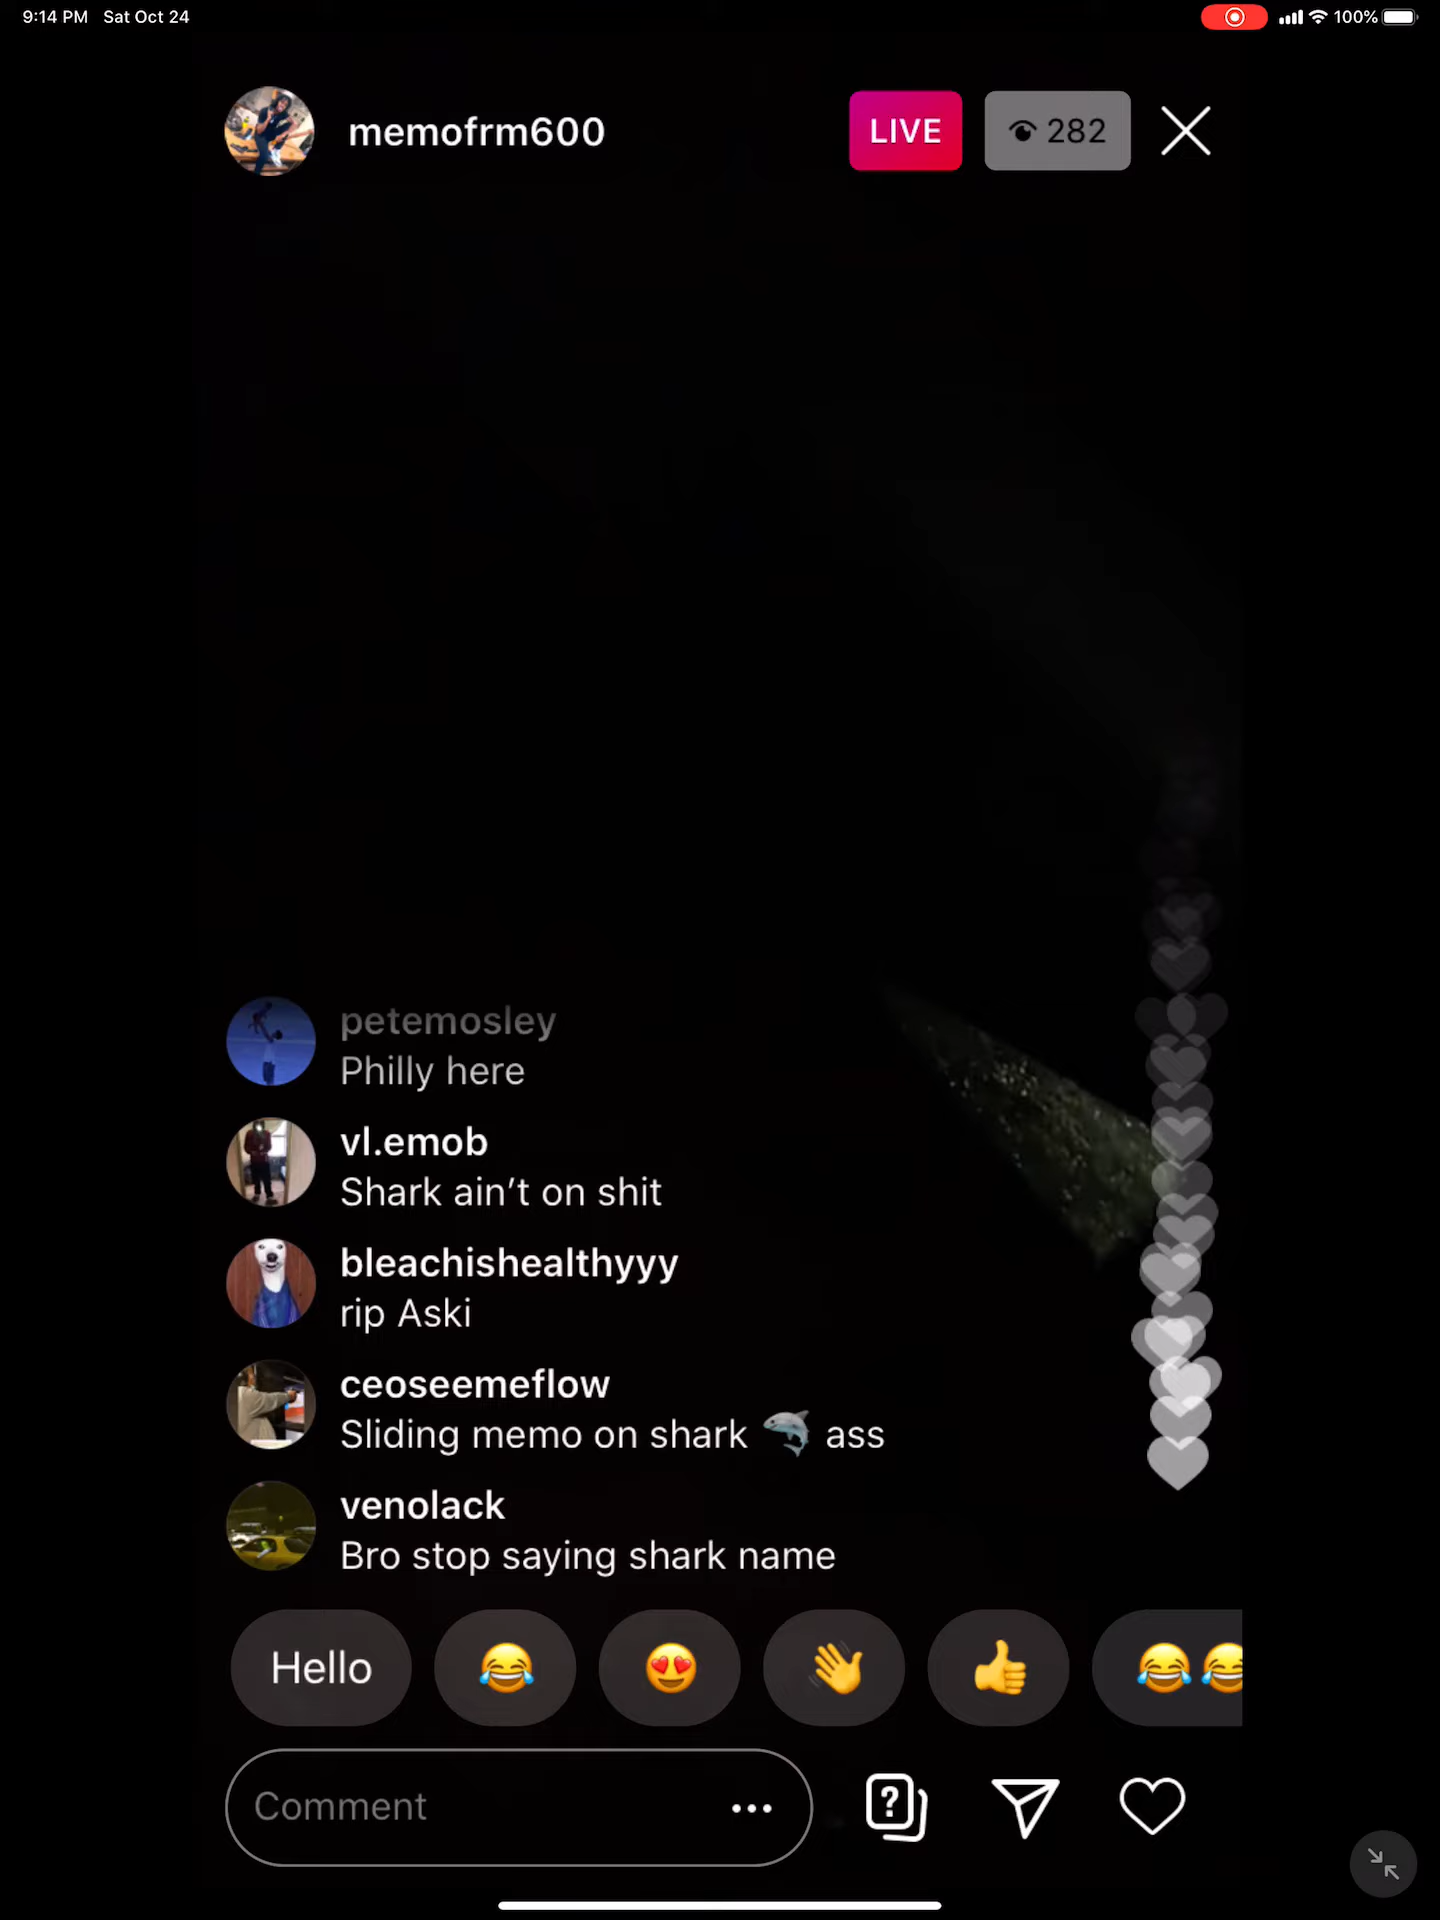 9:14 PM Sat Oct 24
100%
memofrm600
LIVE
282
petemosley
Philly here
vl.emob
Shark ain’t on shit
bleachishealthyyy
rip Aski
ceoseemeflow
Sliding memo on shark 🦈 ass
venolack
Bro stop saying shark name
Hello 😂 😍 👋 👍 😂😂
Comment